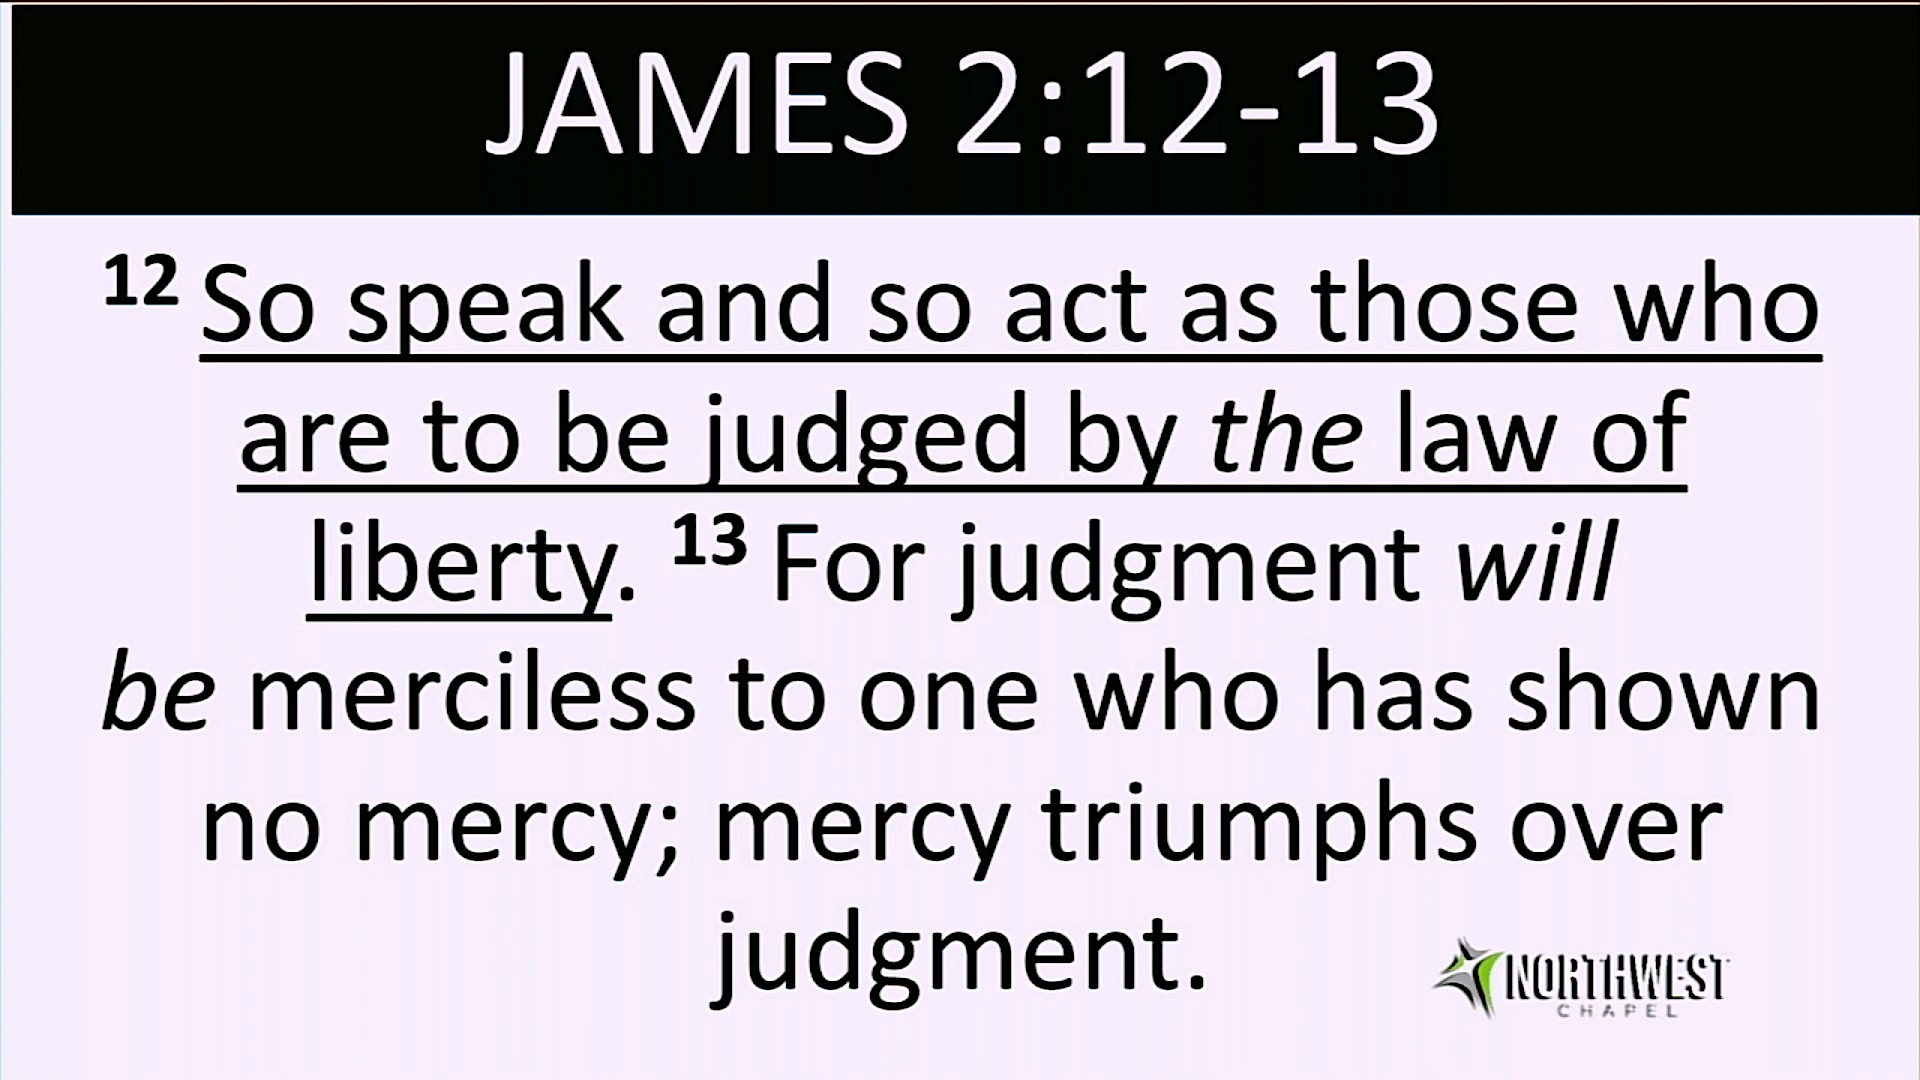 JAMES 2:12-13
12 So speak and so act as those who
are to be judged by the law of
liberty. 13 For judgment will
be merciless to one who has shown
no mercy; mercy triumphs over
judgment.
NORTHWEST
CHAPEL